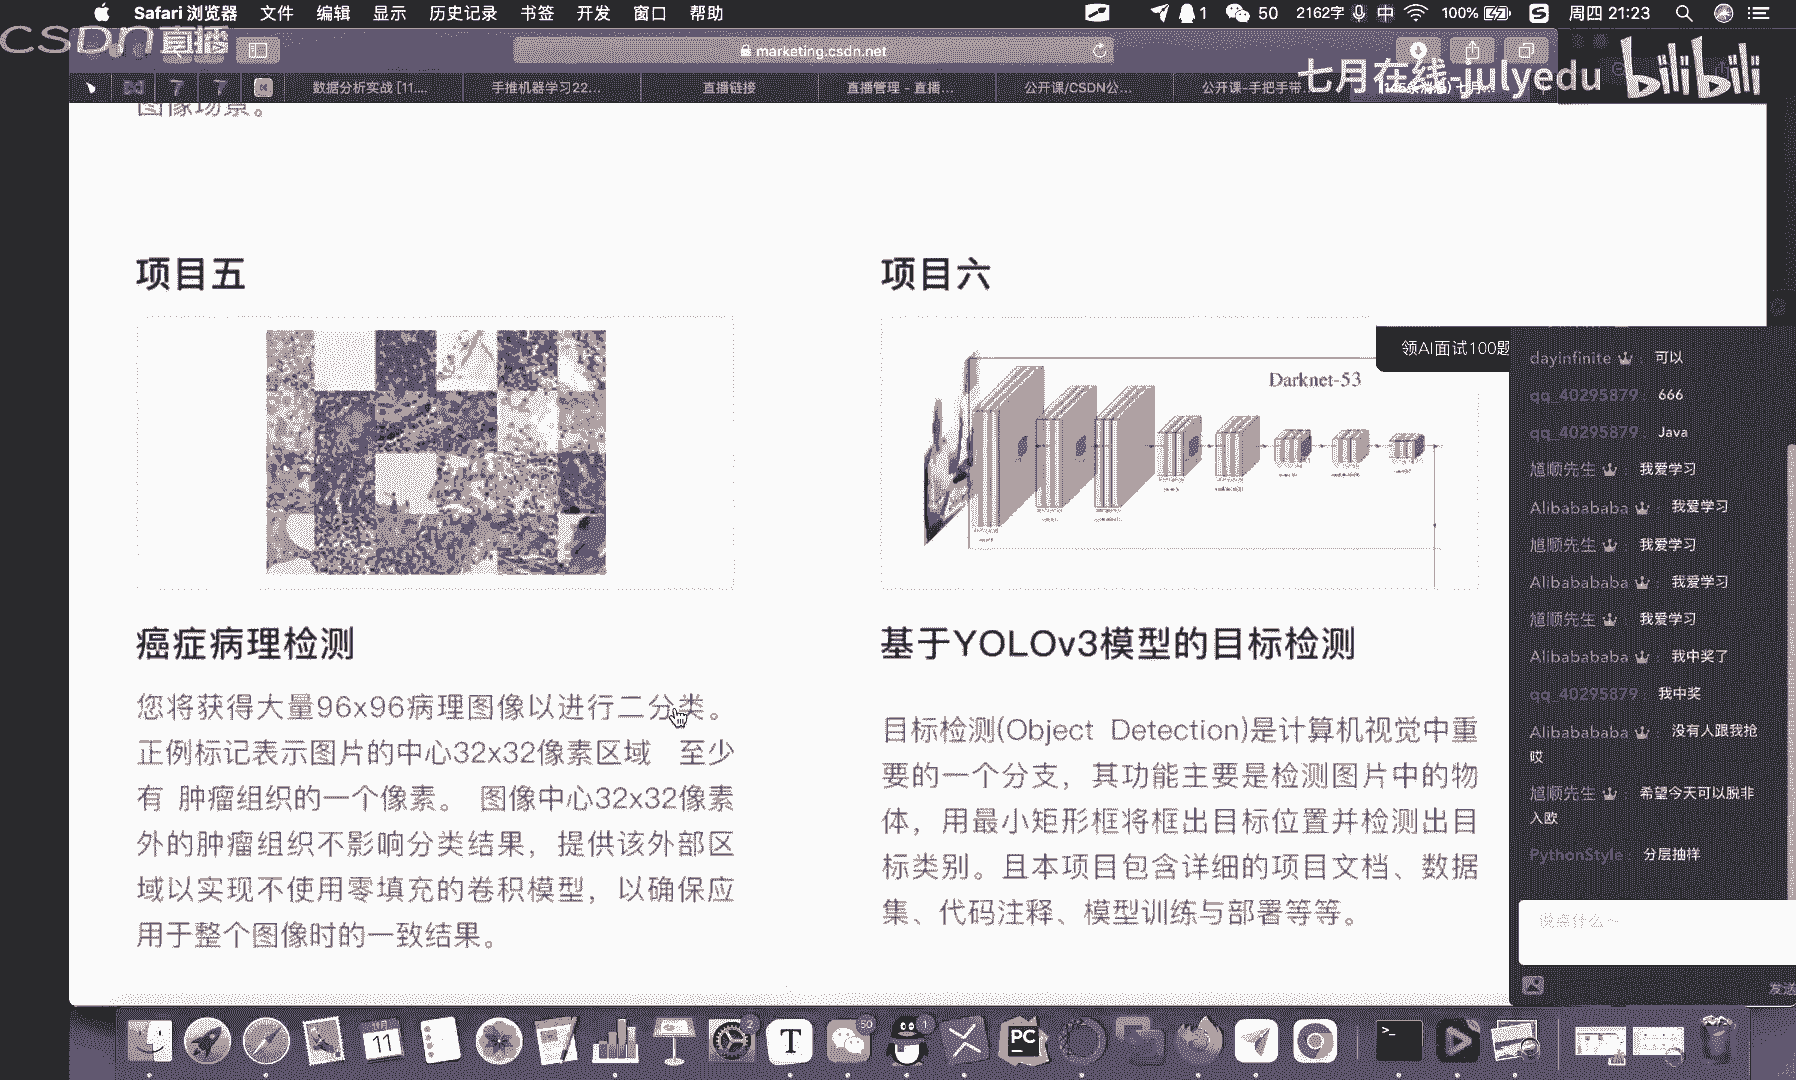 Safari 浏览器 文件 编辑 显示 历史记录 书签 开发 窗口 帮助
1 50 2162字 中 100% S 周四 21:23
CSDN直播
marketing.csdn.net
七月在线-julyedu bilibili
数据分析实战 [11....
手推机器学习22...
直播链接
直播管理 - 直播...
公开课/CSDN公...
公开课-手把手带...
图像场景。
项目五
项目六
Darknet-53
癌症病理检测
您将获得大量96x96病理图像以进行二分类。
正例标记表示图片的中心32x32像素区域 至少
有 肿瘤组织的一个像素。 图像中心32x32像素
外的肿瘤组织不影响分类结果，提供该外部区
域以实现不使用零填充的卷积模型，以确保应
用于整个图像时的一致结果。
基于YOLOv3模型的目标检测
目标检测(Object Detection)是计算机视觉中重
要的一个分支，其功能主要是检测图片中的物
体，用最小矩形框将框出目标位置并检测出目
标类别。且本项目包含详细的项目文档、数据
集、代码注释、模型训练与部署等等。
领AI面试100题
dayinfinite : 可以
qq_40295879 : 666
qq_40295879 : Java
尴顺先生 : 我爱学习
Alibabababa : 我爱学习
尴顺先生 : 我爱学习
Alibabababa : 我爱学习
尴顺先生 : 我爱学习
Alibabababa : 我中奖了
qq_40295879 : 我中奖
Alibabababa : 没有人跟我抢
哎
尴顺先生 : 希望今天可以脱非
入欧
PythonStyle : 分层抽样
说点什么～
发送
11
2
T
50
1
PC